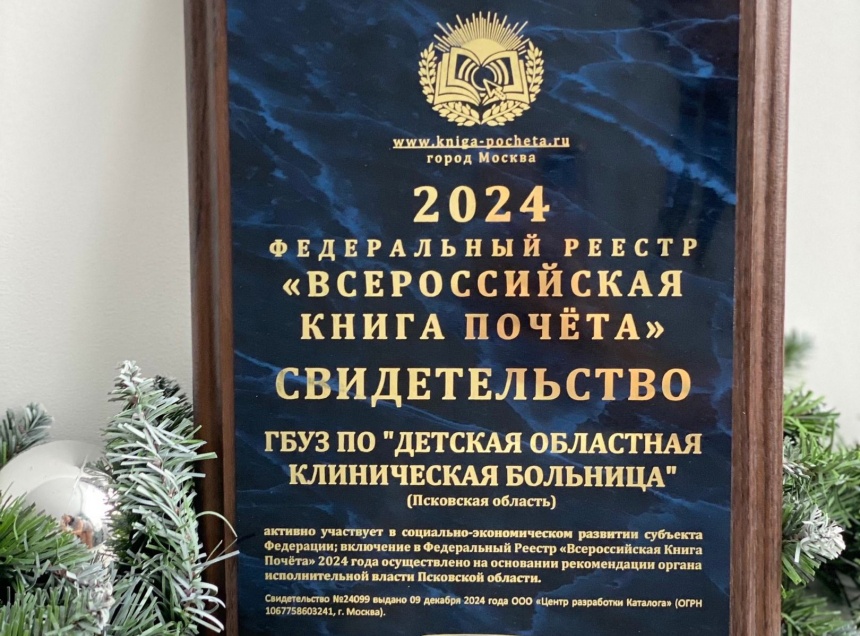 www.kniga-pocheta.ru
город Москва
2024
ФЕДЕРАЛЬНЫЙ РЕЕСТР
«ВСЕРОССИЙСКАЯ
КНИГА ПОЧЁТА»
СВИДЕТЕЛЬСТВО
ГБУЗ ПО "ДЕТСКАЯ ОБЛАСТНАЯ
КЛИНИЧЕСКАЯ БОЛЬНИЦА"
(Псковская область)
активно участвует в социально-экономическом развитии субъекта
Федерации; включение в Федеральный Реестр «Всероссийская Книга
Почёта» 2024 года осуществлено на основании рекомендации органа
исполнительной власти Псковской области.
Свидетельство №24099 выдано 09 декабря 2024 года ООО «Центр разработки Каталога» (ОГРН
1067758603241, г. Москва).